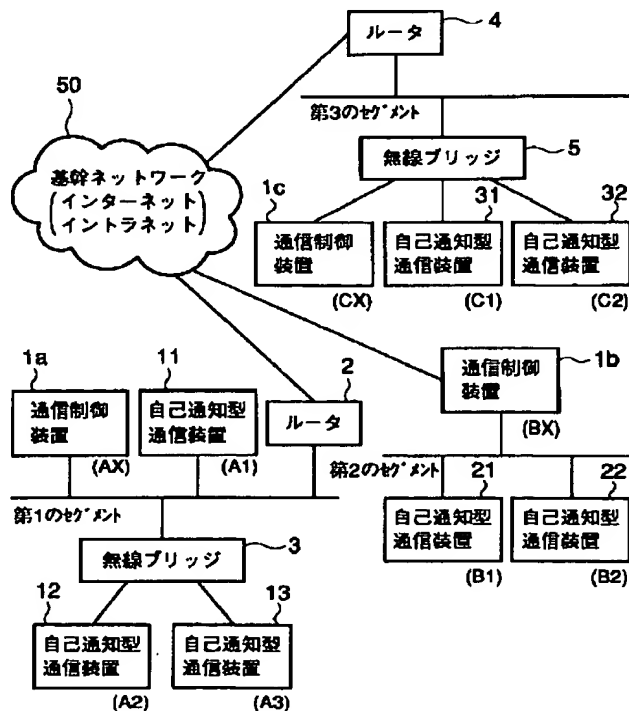 4
ルータ
50
第3のセグメント
基幹ネットワーク
(インターネット
イントラネット)
無線ブリッジ
5
1c
31
32
通信制御
装置
自己通知型
通信装置
自己通知型
通信装置
(CX)
(C1)
(C2)
1a
11
2
1b
通信制御
装置
自己通知型
通信装置
ルータ
通信制御
装置
(AX)
(A1)
(BX)
第2のセグメント
第1のセグメント
21
22
自己通知型
通信装置
自己通知型
通信装置
(B1)
(B2)
無線ブリッジ
3
12
13
自己通知型
通信装置
自己通知型
通信装置
(A2)
(A3)